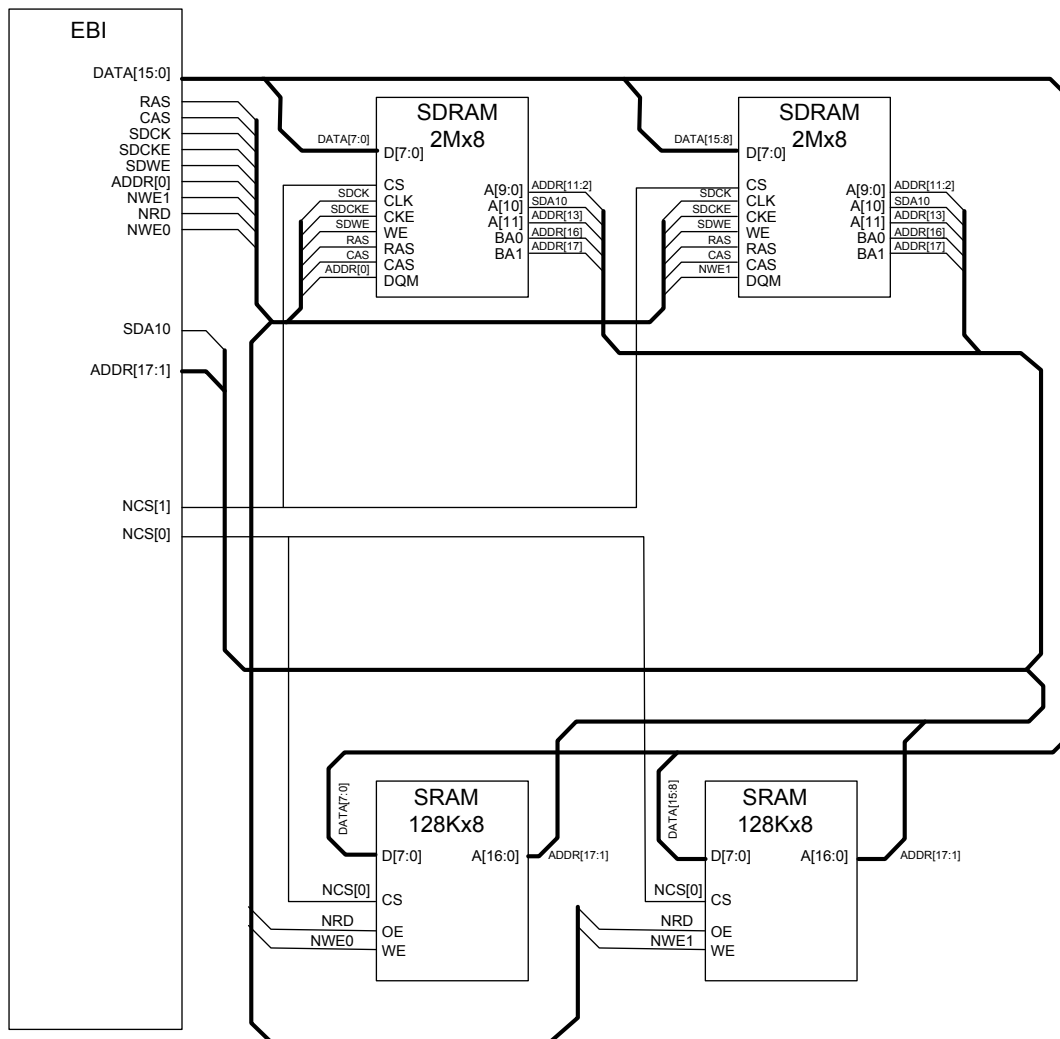 EBI
DATA[15:0]
RAS
CAS
SDCK
SDCKE
SDWE
ADDR[0]
NWE1
NRD
NWE0
SDA10
ADDR[17:1]
NCS[1]
NCS[0]
SDRAM
2Mx8
DATA[7:0]
D[7:0]
CS
SDCK
CLK
SDCKE
CKE
SDWE
WE
RAS
RAS
CAS
CAS
ADDR[0]
DQM
A[9:0]
ADDR[11:2]
A[10]
SDA10
A[11]
ADDR[13]
BA0
ADDR[16]
BA1
ADDR[17]
SDRAM
2Mx8
DATA[15:8]
D[7:0]
CS
SDCK
CLK
SDCKE
CKE
SDWE
WE
RAS
RAS
CAS
CAS
NWE1
DQM
A[9:0]
ADDR[11:2]
A[10]
SDA10
A[11]
ADDR[13]
BA0
ADDR[16]
BA1
ADDR[17]
SRAM
128Kx8
DATA[7:0]
D[7:0]
A[16:0]
ADDR[17:1]
NCS[0]
CS
NRD
OE
NWE0
WE
SRAM
128Kx8
DATA[15:8]
D[7:0]
A[16:0]
ADDR[17:1]
NCS[0]
CS
NRD
OE
NWE1
WE